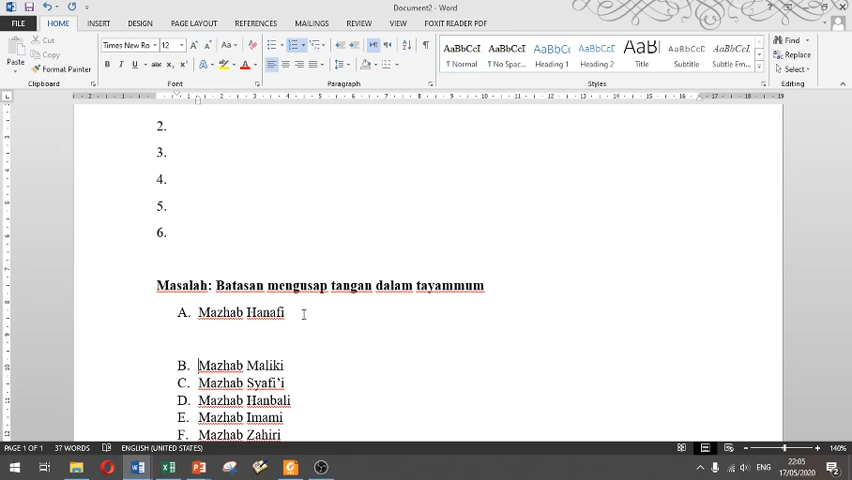 Document2 - Word
FILE HOME INSERT DESIGN PAGE LAYOUT REFERENCES MAILINGS REVIEW VIEW FOXIT READER PDF
Cut
Copy
Format Painter
Paste
Times New Ro 12
AaBbCcI AaBbCcI AaBbCcI AaBbCcI AaBbC AaBbCcI AaBbCcI
¶ Normal ¶ No Spac... Heading 1 Heading 2 Title Subtitle Subtle Em...
Find
Replace
Select
Clipboard Font Paragraph Styles Editing
2.
3.
4.
5.
6.
Masalah: Batasan mengusap tangan dalam tayammum
A. Mazhab Hanafi
B. Mazhab Maliki
C. Mazhab Syafi’i
D. Mazhab Hanbali
E. Mazhab Imami
F. Mazhab Zahiri
PAGE 1 OF 1 37 WORDS ENGLISH (UNITED STATES) 140%
ENG 22:05
17/05/2020